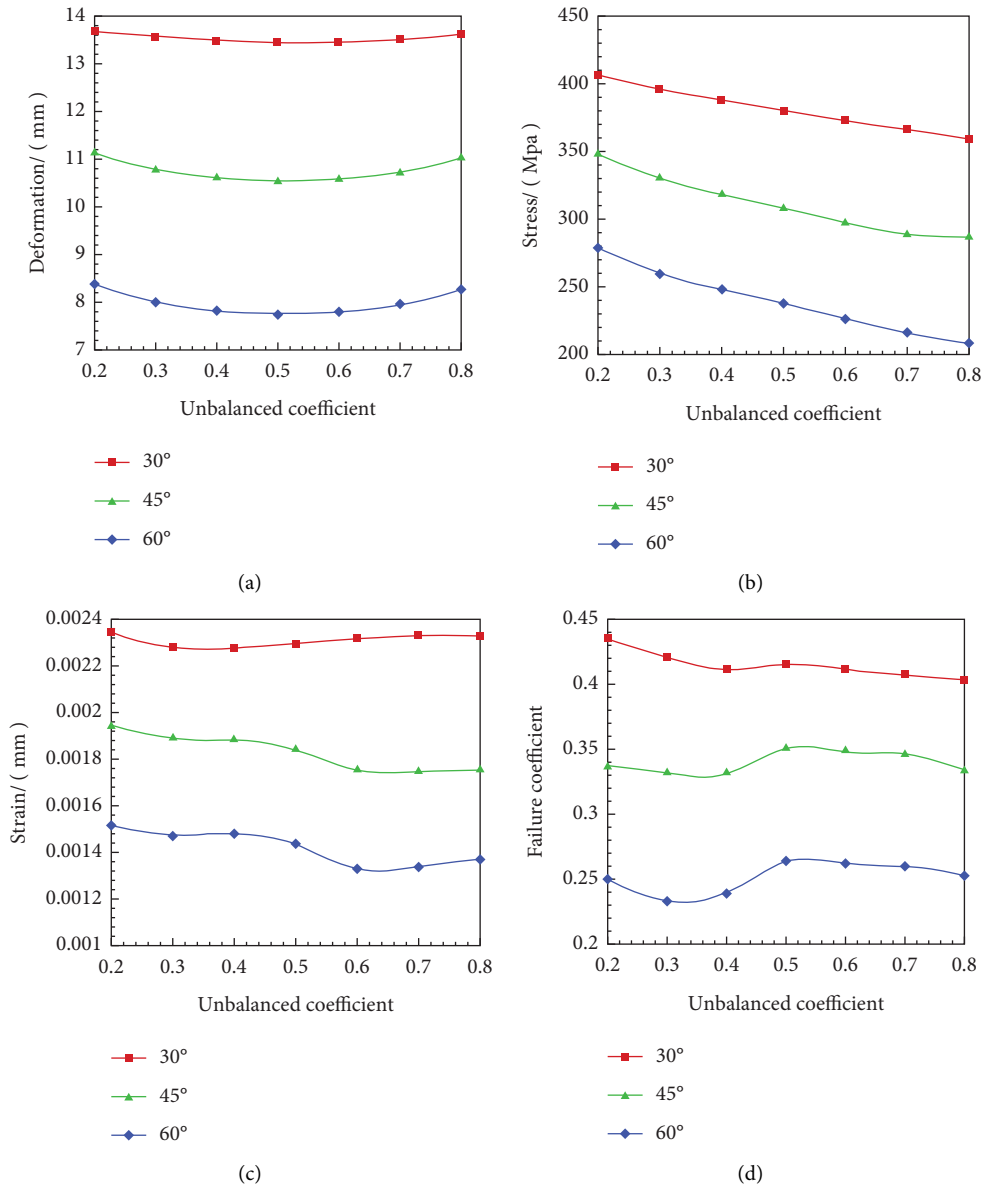 14
13
12
11
10
9
8
7
Deformation/ ( mm )
0.2 0.3 0.4 0.5 0.6 0.7 0.8
Unbalanced coefficient
30°
45°
60°
(a)
450
400
350
300
250
200
Stress/ ( Mpa )
0.2 0.3 0.4 0.5 0.6 0.7 0.8
Unbalanced coefficient
30°
45°
60°
(b)
0.0024
0.0022
0.002
0.0018
0.0016
0.0014
0.0012
0.001
Strain/ ( mm )
0.2 0.3 0.4 0.5 0.6 0.7 0.8
Unbalanced coefficient
30°
45°
60°
(c)
0.45
0.4
0.35
0.3
0.25
0.2
Failure coefficient
0.2 0.3 0.4 0.5 0.6 0.7 0.8
Unbalanced coefficient
30°
45°
60°
(d)